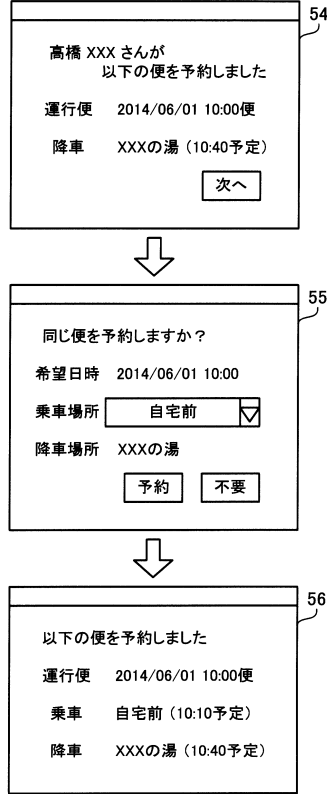 54
高橋 XXX さんが
以下の便を予約しました
運行便 2014/06/01 10:00便
降車 XXXの湯（10:40予定）
次へ
55
同じ便を予約しますか？
希望日時 2014/06/01 10:00
乗車場所 自宅前
降車場所 XXXの湯
予約 不要
56
以下の便を予約しました
運行便 2014/06/01 10:00便
乗車 自宅前（10:10予定）
降車 XXXの湯（10:40予定）